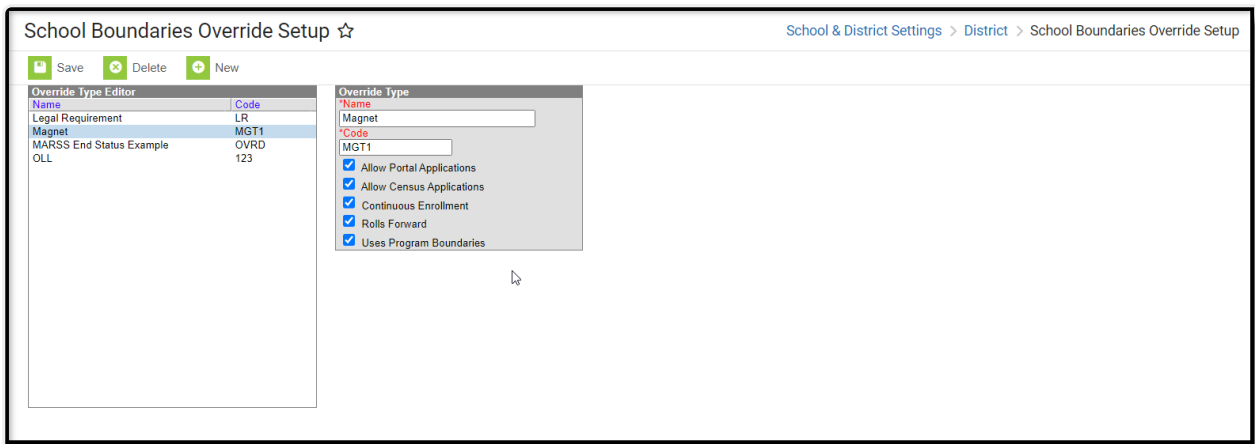 School Boundaries Override Setup
School & District Settings > District > School Boundaries Override Setup
Save Delete New
Override Type Editor
Name Code
Legal Requirement LR
Magnet MGT1
MARSS End Status Example OVRD
OLL 123
Override Type
*Name
Magnet
*Code
MGT1
Allow Portal Applications
Allow Census Applications
Continuous Enrollment
Rolls Forward
Uses Program Boundaries